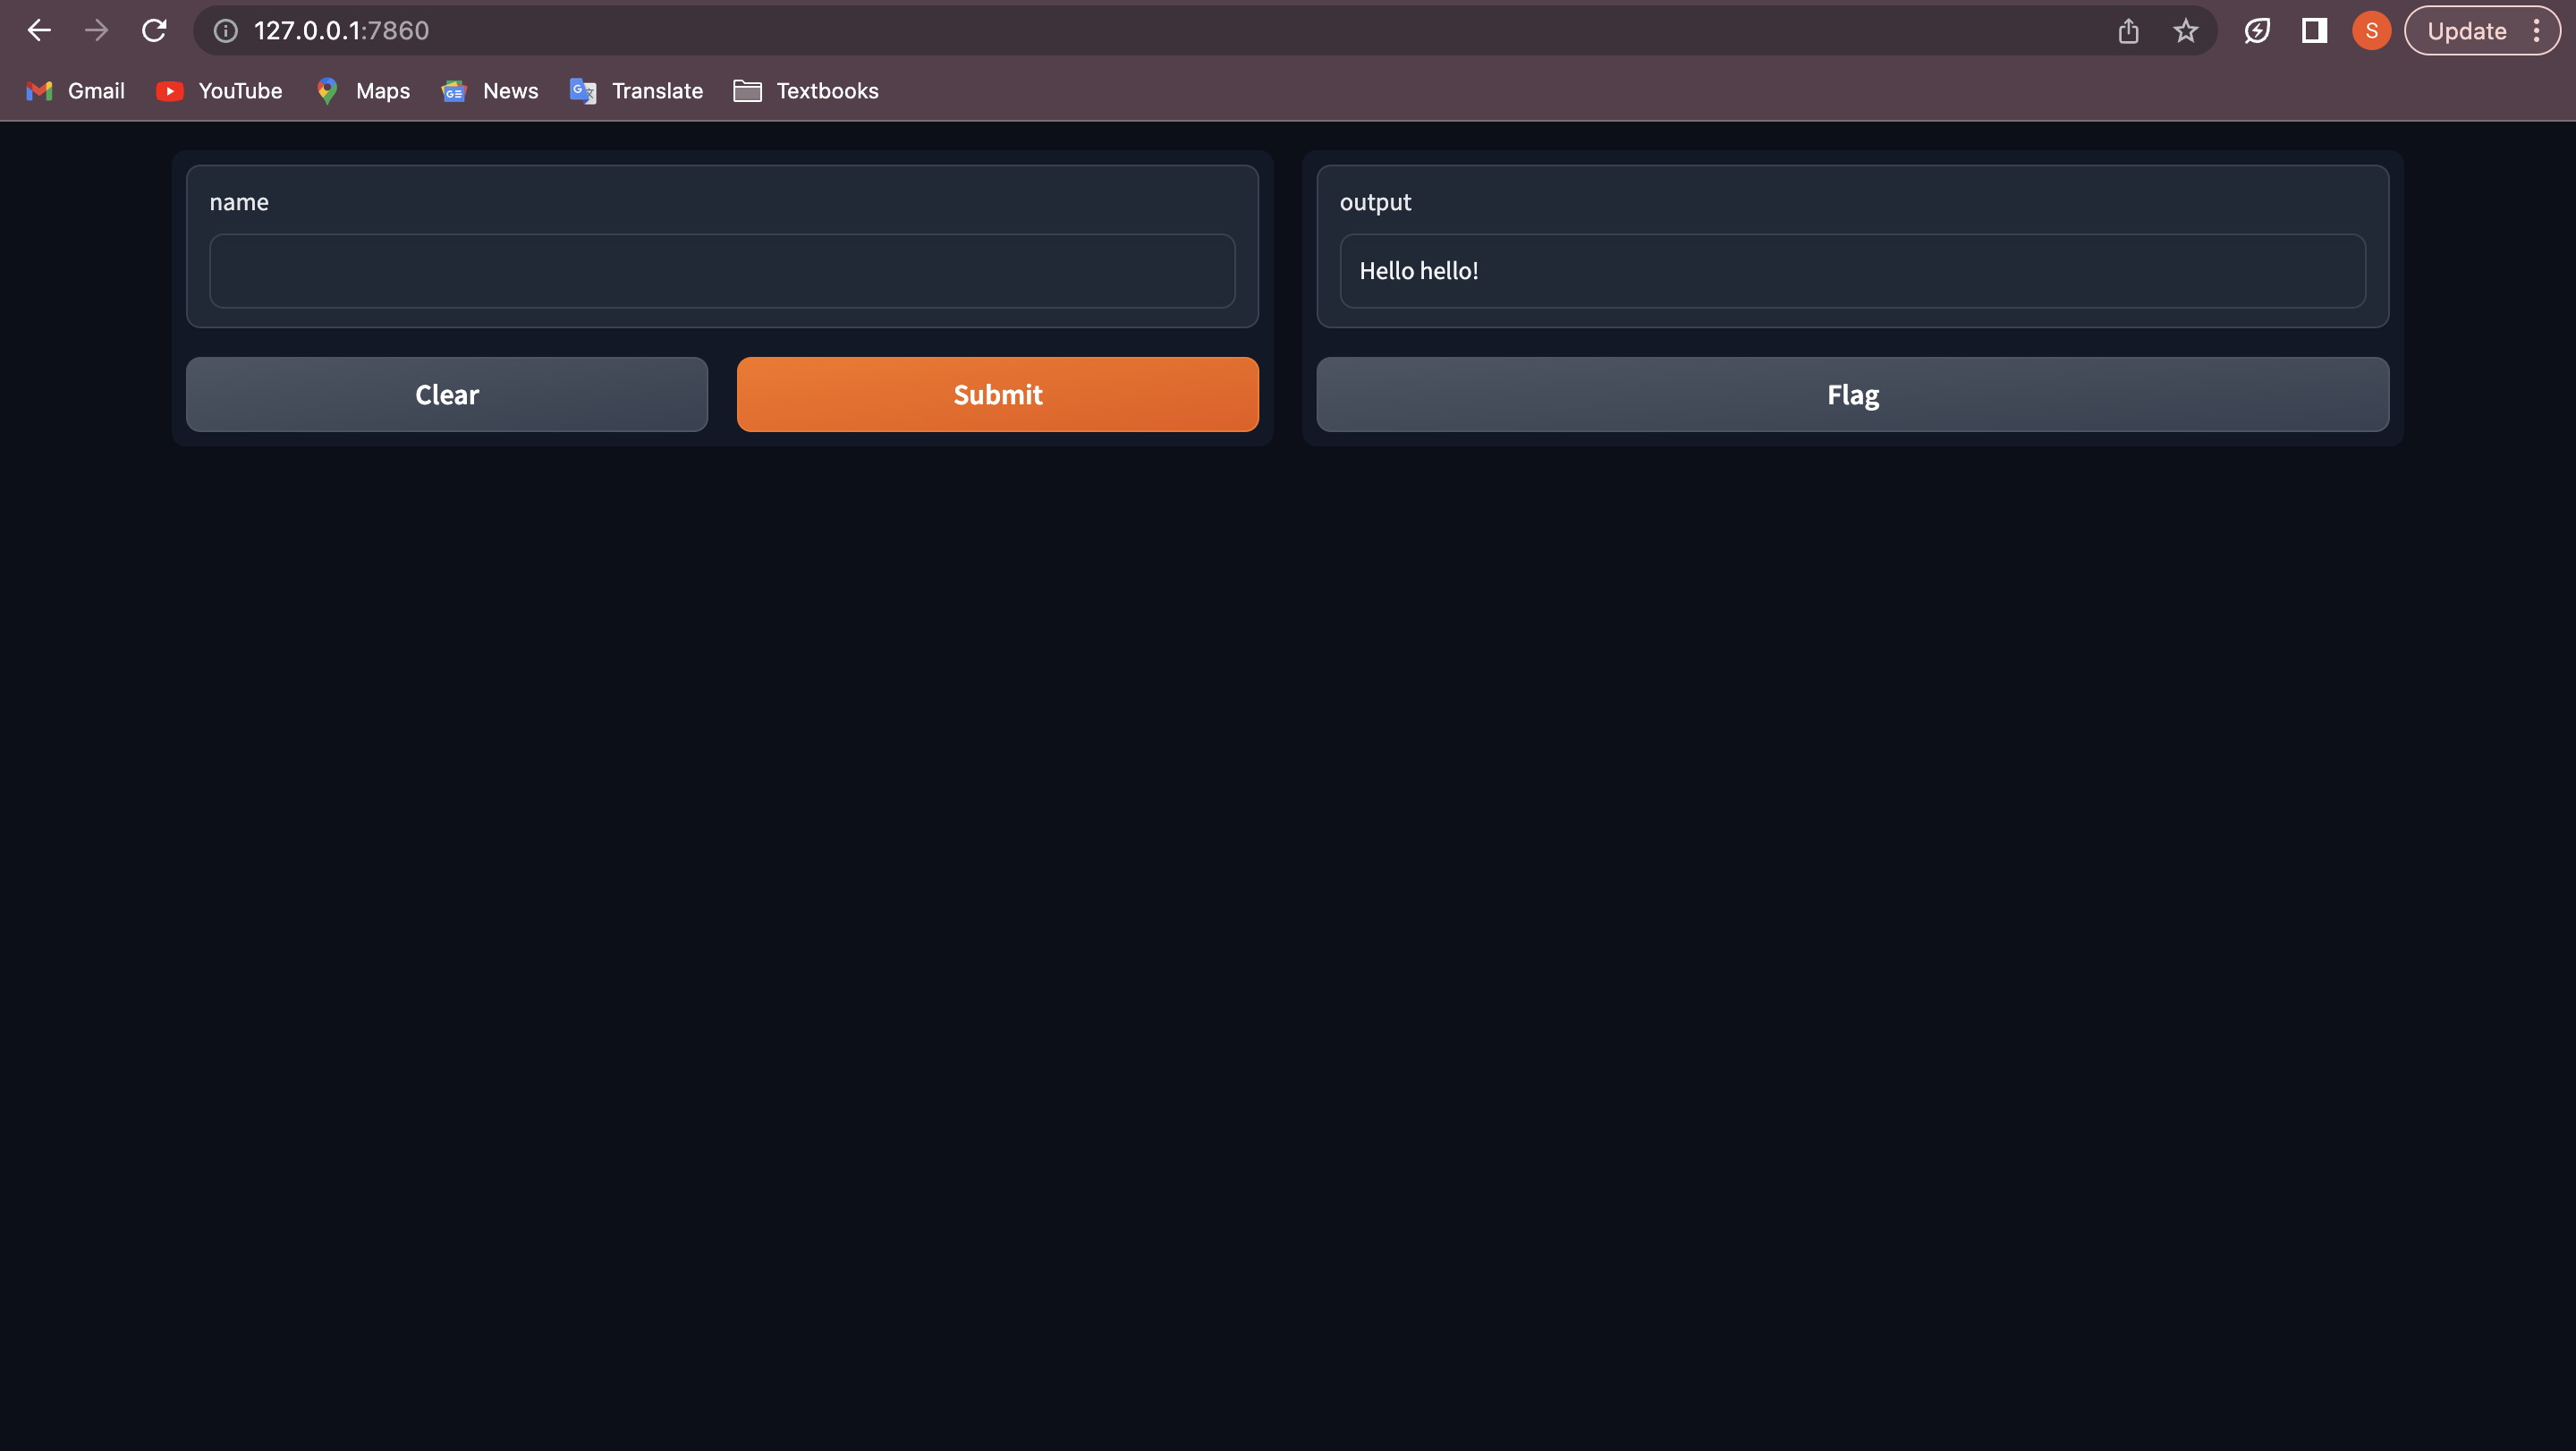 127.0.0.1:7860
S
Update
Gmail YouTube Maps News Translate Textbooks
name
output
Hello hello!
Clear Submit Flag